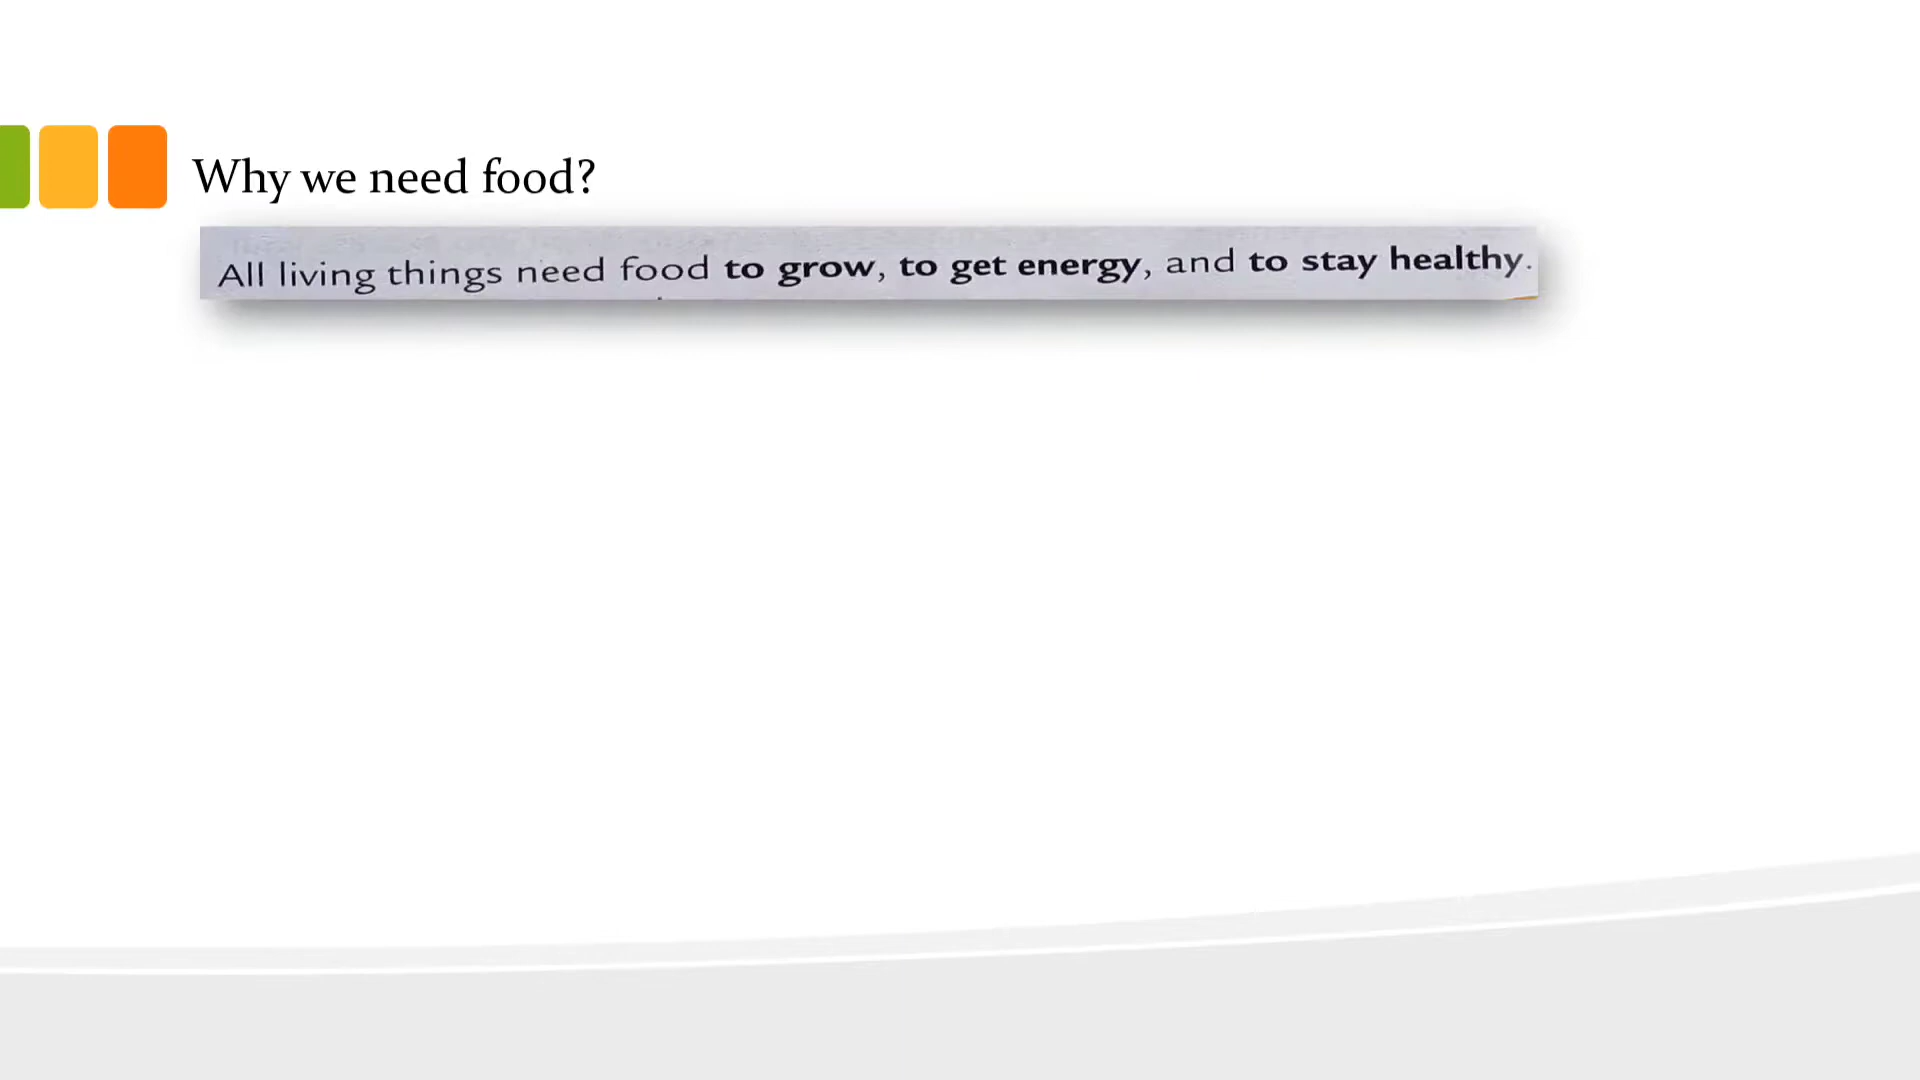 Why we need food?
All living things need food to grow, to get energy, and to stay healthy.